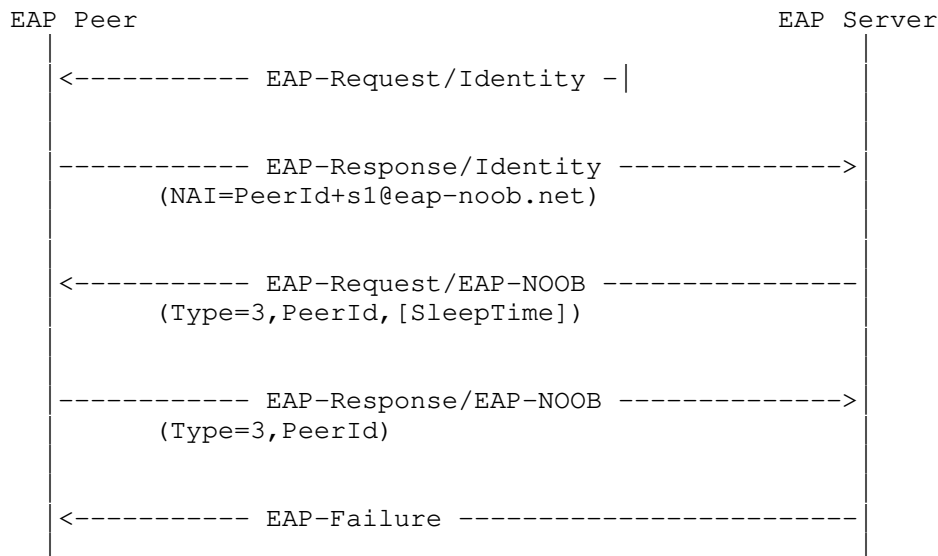 EAP Peer EAP Server
<----------- EAP-Request/Identity -|
------------ EAP-Response/Identity -------------->
(NAI=PeerId+s1@eap-noob.net)
<----------- EAP-Request/EAP-NOOB ----------------
(Type=3,PeerId,[SleepTime])
------------ EAP-Response/EAP-NOOB -------------->
(Type=3,PeerId)
<----------- EAP-Failure -------------------------